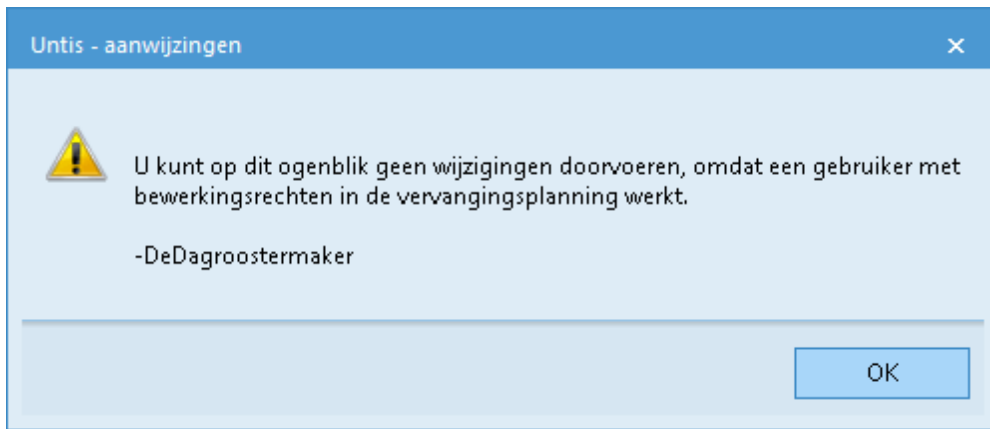 Untis - aanwijzingen
U kunt op dit ogenblik geen wijzigingen doorvoeren, omdat een gebruiker met
bewerkingsrechten in de vervangingsplanning werkt.
-DeDagroostermaker
OK